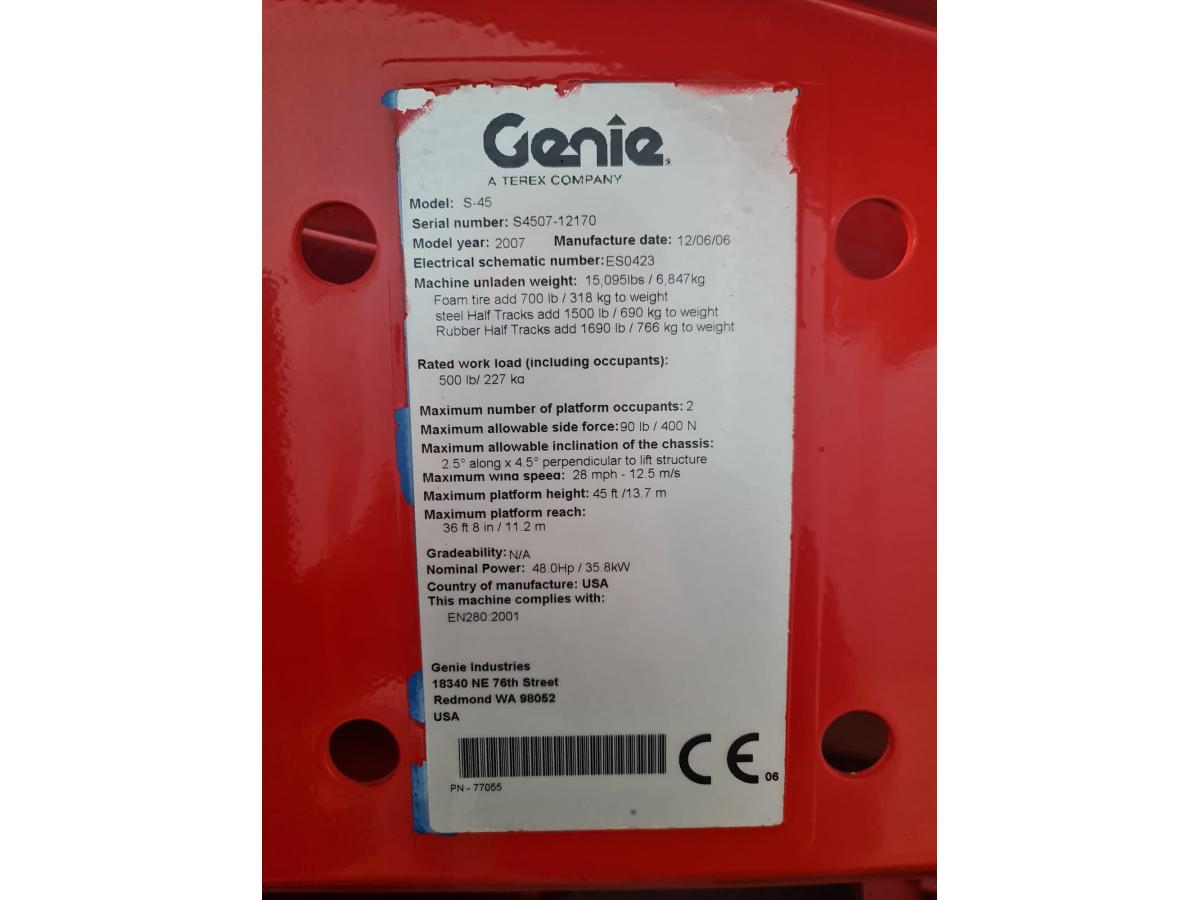 Genie
A TEREX COMPANY
Model: S-45
Serial number: S4507-12170
Model year: 2007 Manufacture date: 12/06/06
Electrical schematic number: ES0423
Machine unladen weight: 15,095lbs / 6,847kg
Foam tire add 700 lb / 318 kg to weight
steel Half Tracks add 1500 lb / 690 kg to weight
Rubber Half Tracks add 1690 lb / 766 kg to weight
Rated work load (including occupants):
500 lb/ 227 kg
Maximum number of platform occupants: 2
Maximum allowable side force: 90 lb / 400 N
Maximum allowable inclination of the chassis:
2.5° along x 4.5° perpendicular to lift structure
Maximum wind speed: 28 mph - 12.5 m/s
Maximum platform height: 45 ft /13.7 m
Maximum platform reach:
36 ft 8 in / 11.2 m
Gradeability: N/A
Nominal Power: 48.0Hp / 35.8kW
Country of manufacture: USA
This machine complies with:
EN280:2001
Genie Industries
18340 NE 76th Street
Redmond WA 98052
USA
CE 06
PN - 77055